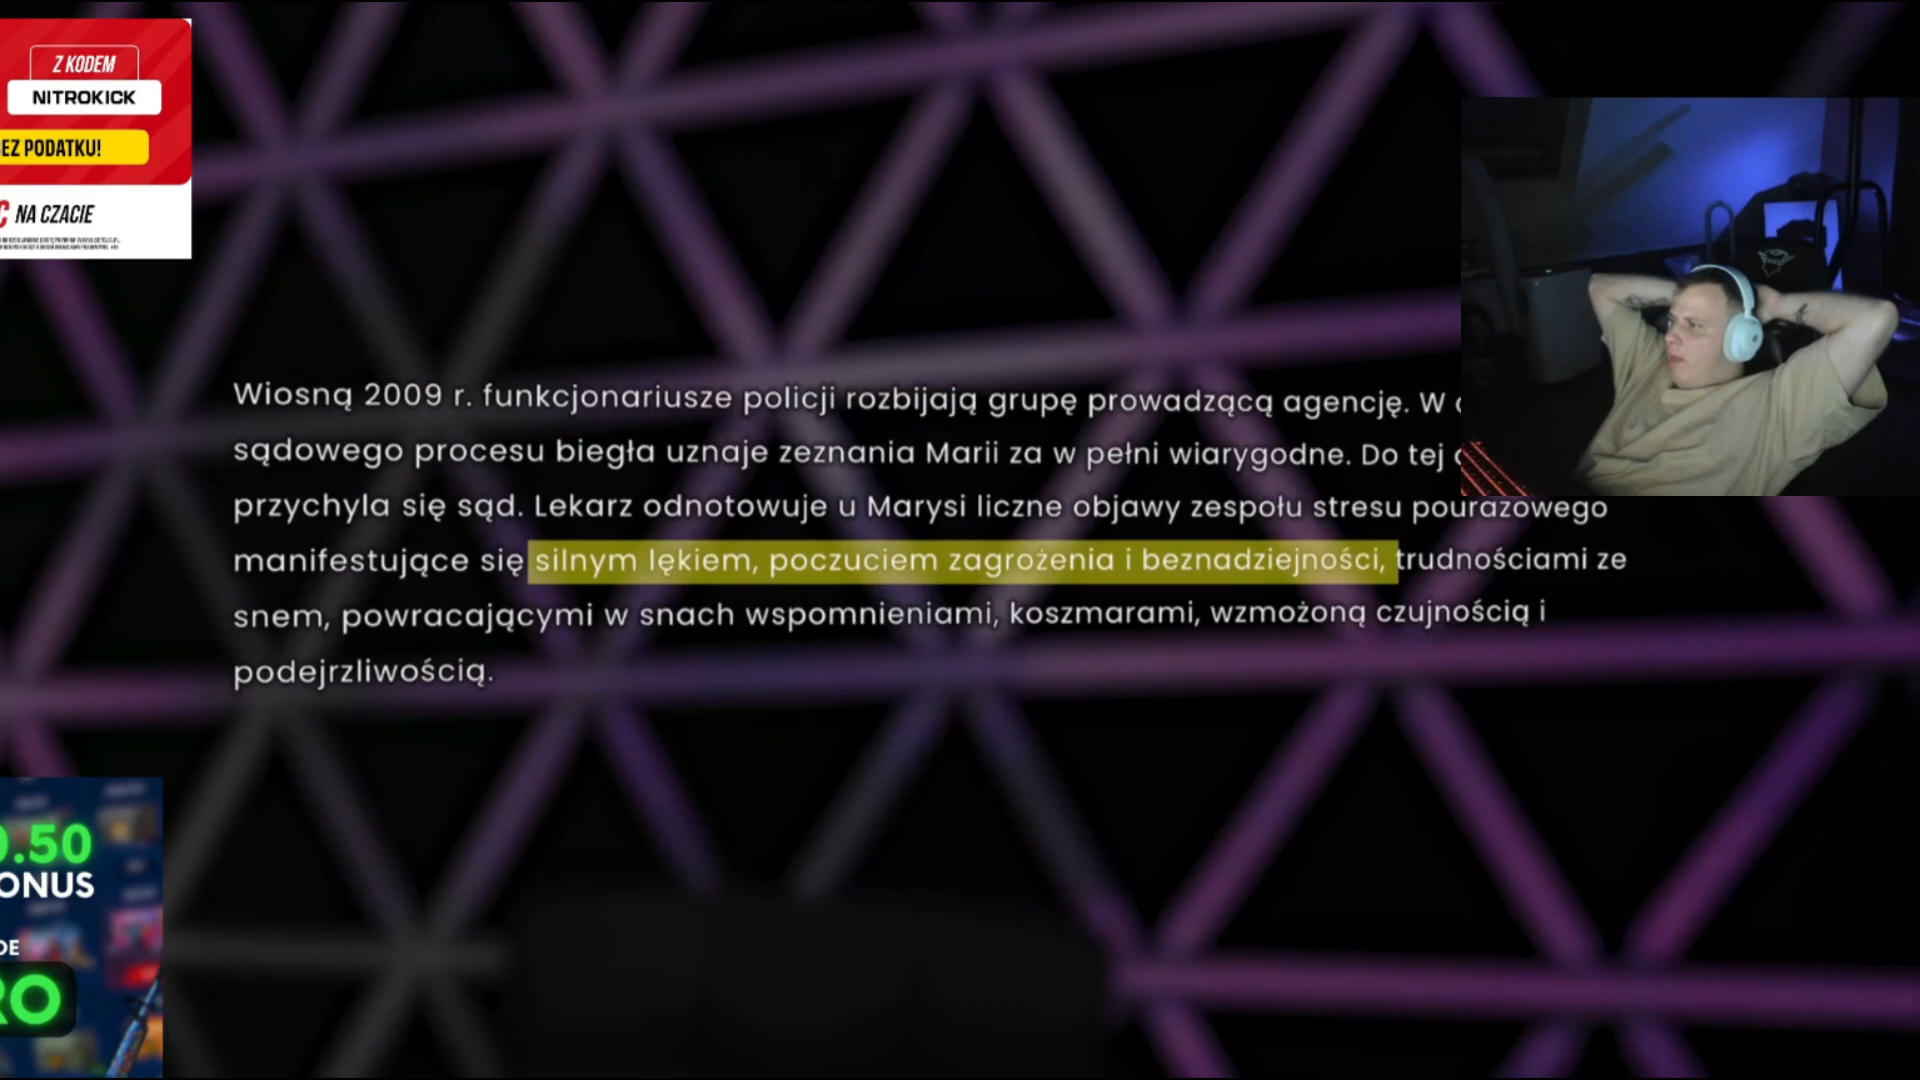 Z KODEM
NITROKICK
EZ PODATKU!
NA CZACIE
Wiosną 2009 r. funkcjonariusze policji rozbijają grupę prowadzącą agencję. W
sądowego procesu biegła uznaje zeznania Marii za w pełni wiarygodne. Do tej
przychyla się sąd. Lekarz odnotowuje u Marysi liczne objawy zespołu stresu pourazowego
manifestujące się silnym lękiem, poczuciem zagrożenia i beznadziejności, trudnościami ze
snem, powracającymi w snach wspomnieniami, koszmarami, wzmożoną czujnością i
podejrzliwością.
0.50
ONUS
DE
RO